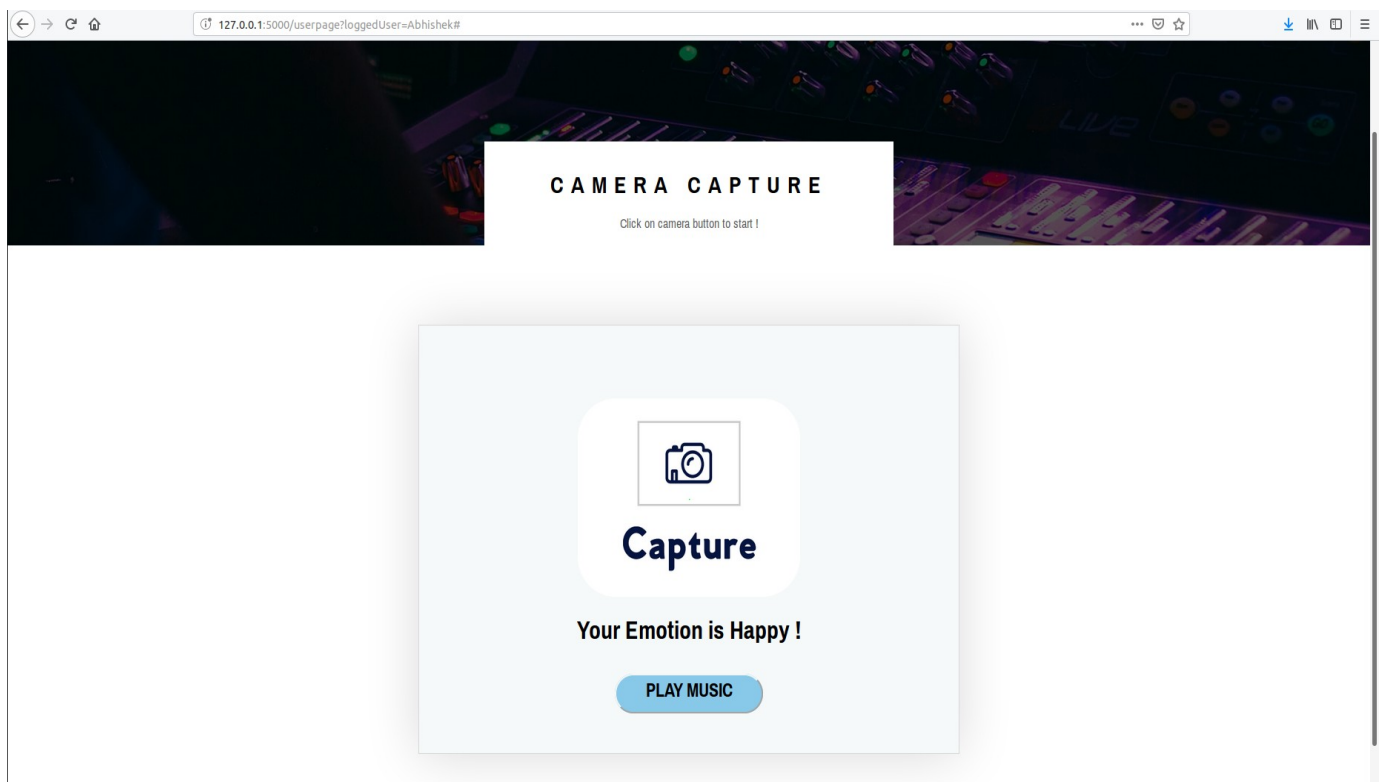 127.0.0.1:5000/userpage?loggedUser=Abhishek#
LIVE
CAMERA CAPTURE
Click on camera button to start !
Capture
Your Emotion is Happy !
PLAY MUSIC